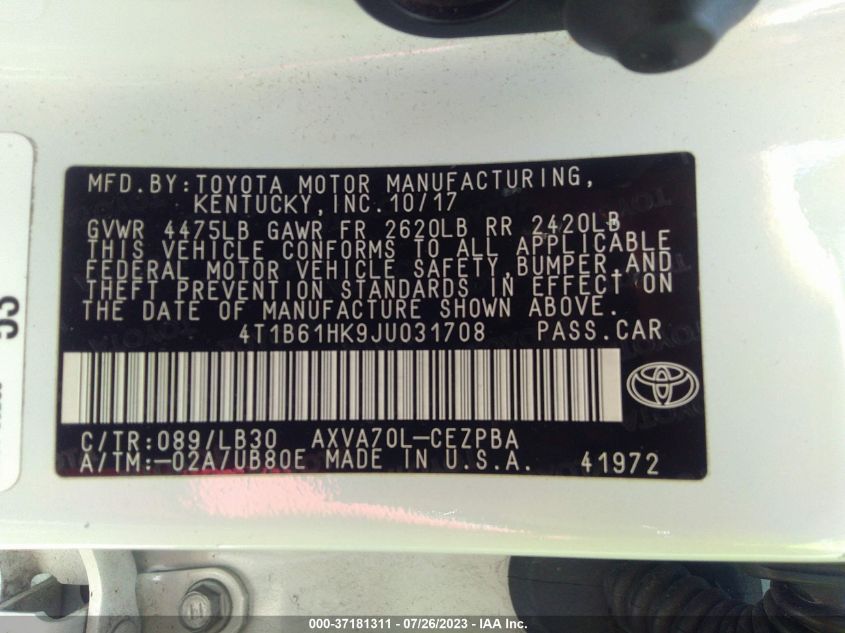 MFD.BY:TOYOTA MOTOR MANUFACTURING,
KENTUCKY,INC.10/17
GVWR 4475LB GAWR FR 2620LB RR 2420LB
THIS VEHICLE CONFORMS TO ALL APPLICABLE
FEDERAL MOTOR VEHICLE SAFETY,BUMPER,AND
THEFT PREVENTION STANDARDS IN EFFECT ON
THE DATE OF MANUFACTURE SHOWN ABOVE.
4T1B61HK9JU031708 PASS.CAR
C/TR:089/LB30 AXVA70L-CEZPBA
A/TM:-02A/UB80E MADE IN U.S.A. 41972
53
000-37181311 / 07/26/2023 - IAA Inc.